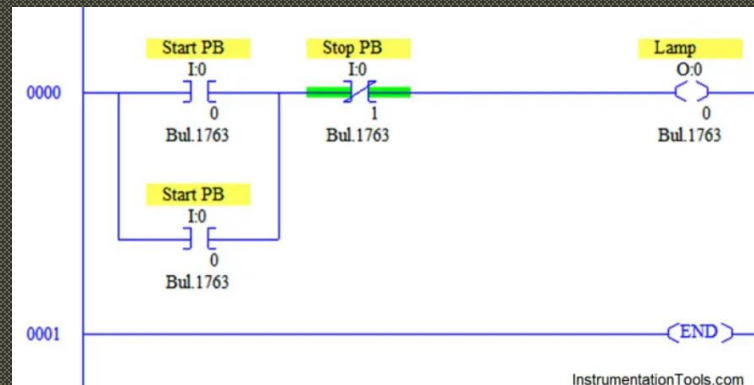 Start PB Stop PB Lamp
I:0 I:0 O:0
0000
0 1 0
Bul.1763 Bul.1763 Bul.1763
Start PB
I:0
0
Bul.1763
0001 END
InstrumentationTools.com